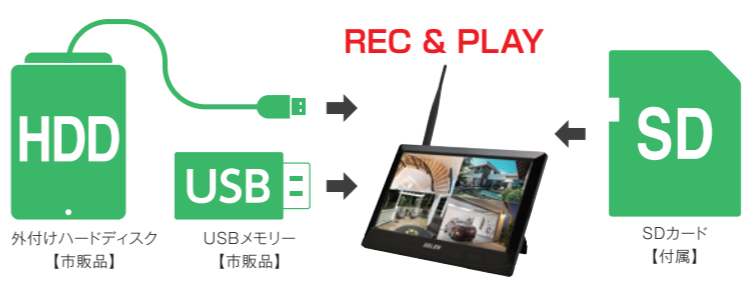 REC & PLAY
HDD
USB
SD
DELEN
外付けハードディスク
【市販品】
USBメモリー
【市販品】
SDカード
【付属】